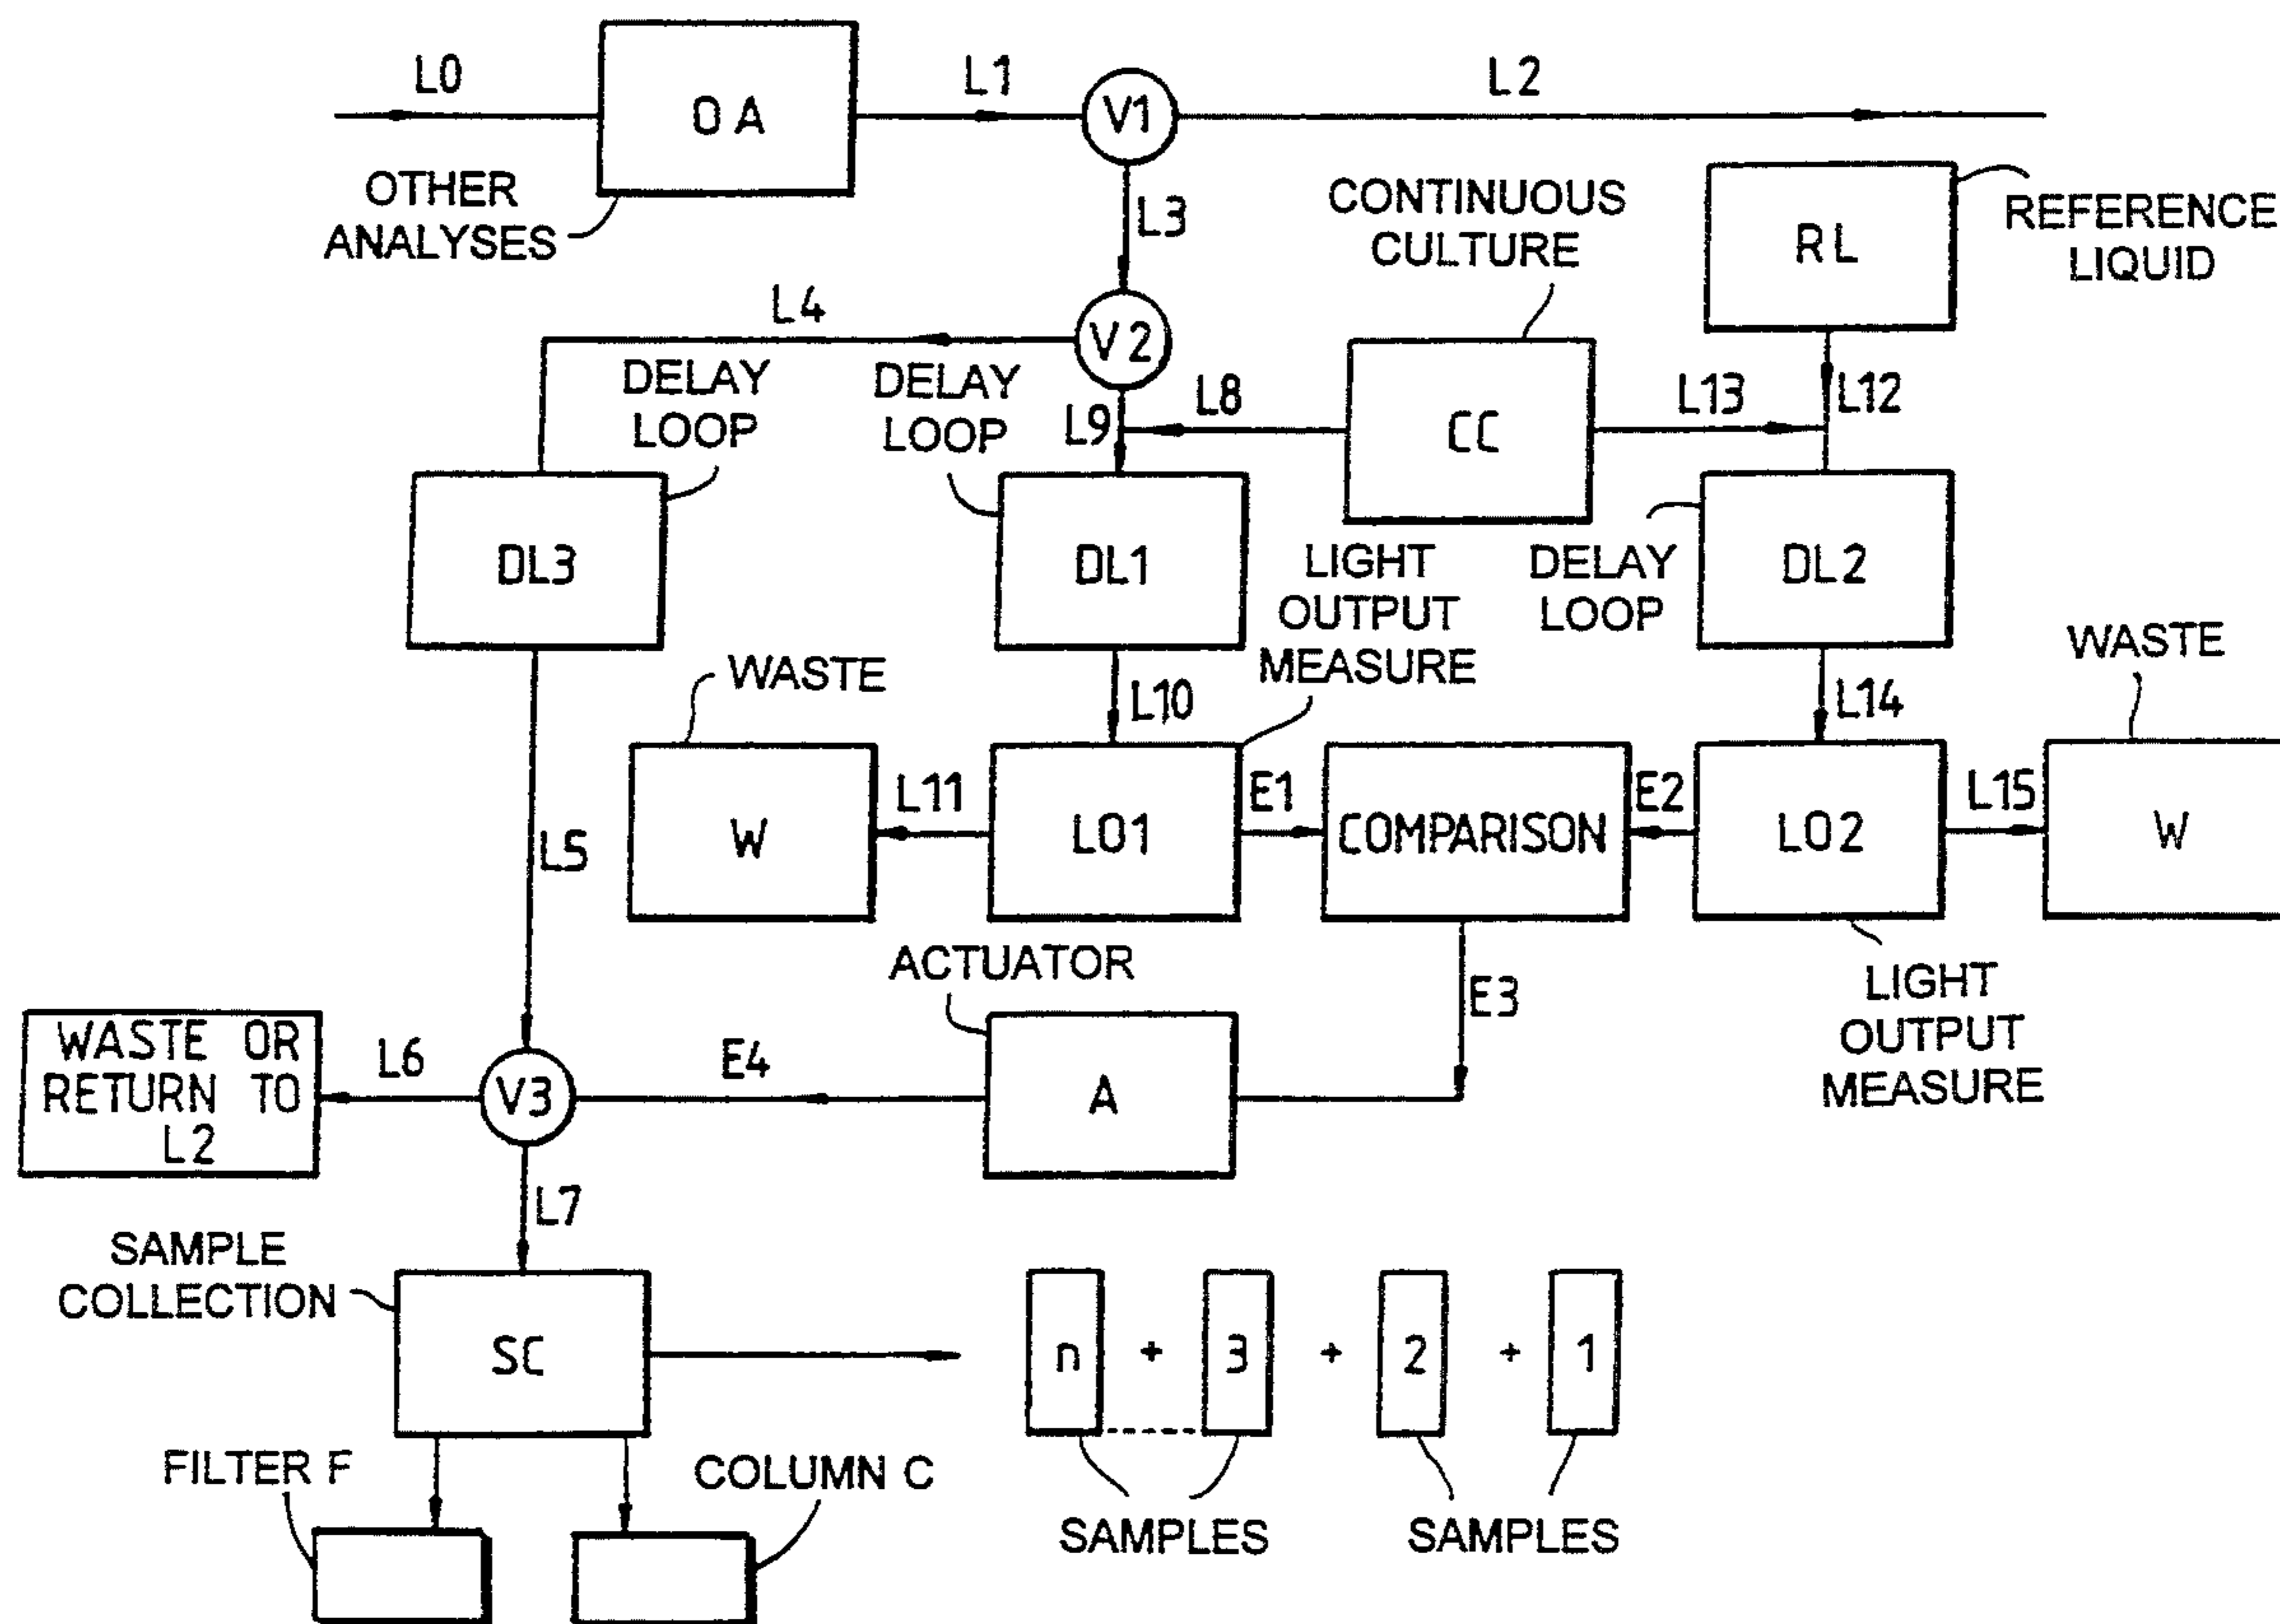 L0
OA
L1
V1
L2
OTHER
ANALYSES
L3
CONTINUOUS
CULTURE
RL
REFERENCE
LIQUID
L4
V2
DELAY
LOOP
DELAY
LOOP
L9
L8
CC
L13
L12
DL3
DL1
LIGHT
OUTPUT
MEASURE
DELAY
LOOP
DL2
WASTE
WASTE
L10
L14
L5
W
L11
LO1
E1
COMPARISON
E2
LO2
L15
W
ACTUATOR
E3
LIGHT
OUTPUT
MEASURE
WASTE OR
RETURN TO
L2
L6
V3
E4
A
L7
SAMPLE
COLLECTION
SC
n + 3 + 2 + 1
FILTER F
COLUMN C
SAMPLES
SAMPLES